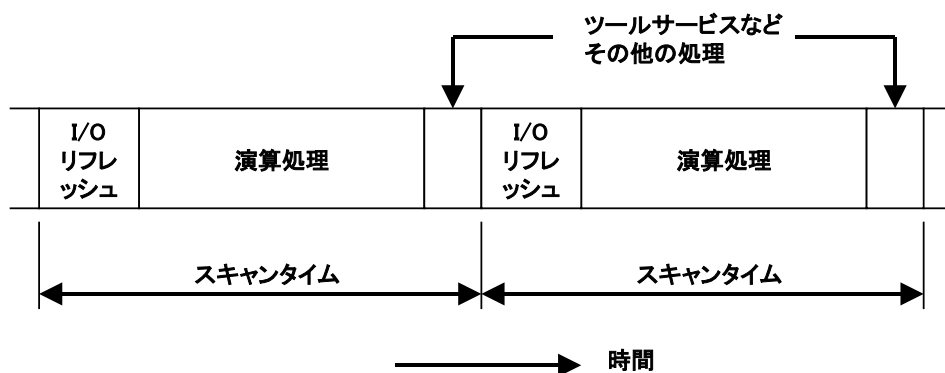 ツールサービスなど
その他の処理
I/O
リフレ
ッシュ
演算処理
I/O
リフレ
ッシュ
演算処理
スキャンタイム
スキャンタイム
時間